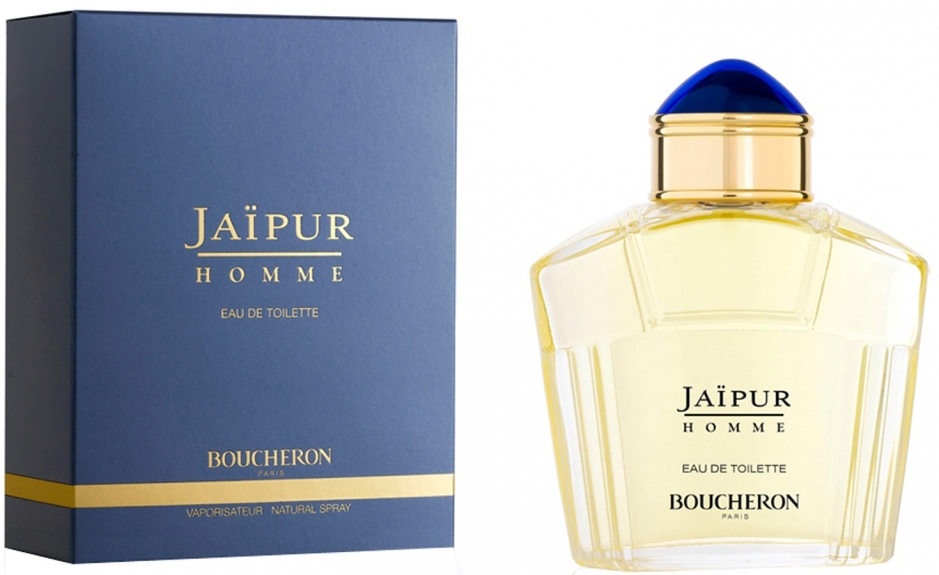 JAÏPUR
HOMME
EAU DE TOILETTE
BOUCHERON
PARIS
VAPORISATEUR NATURAL SPRAY
JAÏPUR
HOMME
EAU DE TOILETTE
BOUCHERON
PARIS